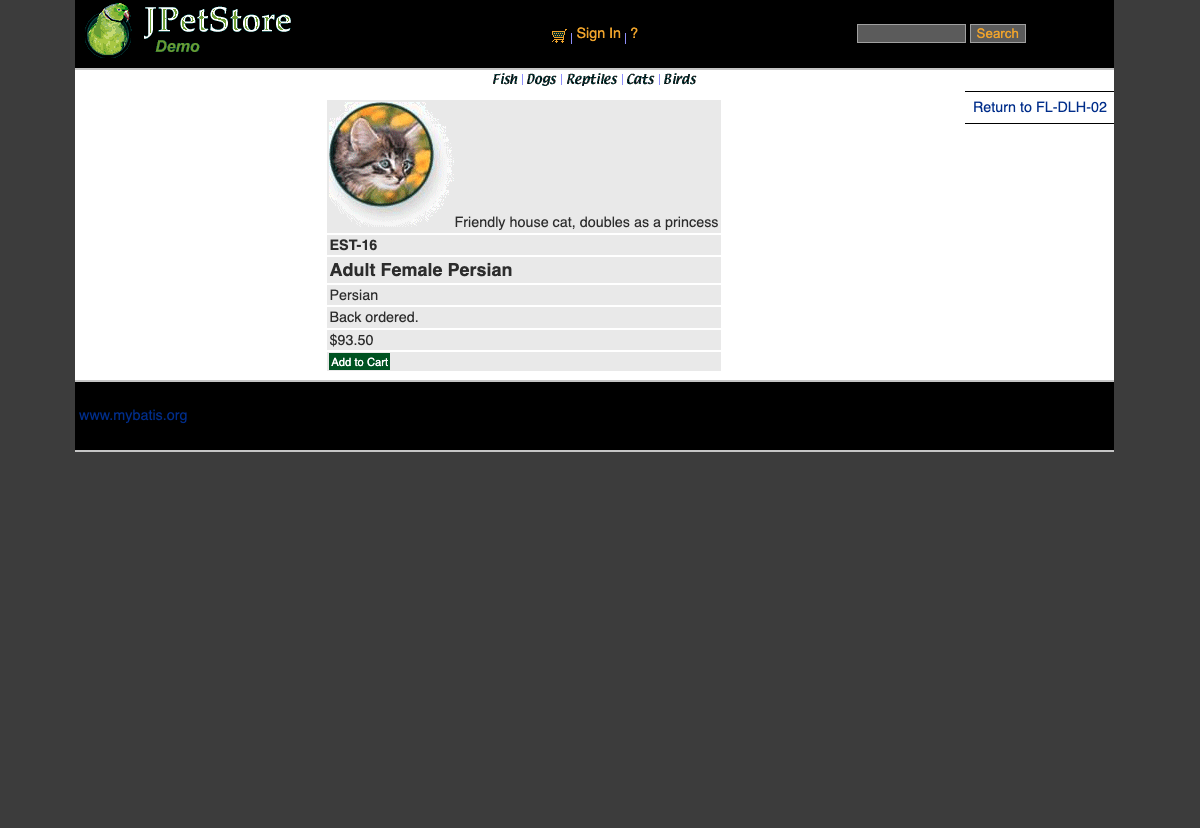 JPetStore
Demo
Sign In
?
Search
Fish | Dogs | Reptiles | Cats | Birds
Return to FL-DLH-02
Friendly house cat, doubles as a princess
EST-16
Adult Female Persian
Persian
Back ordered.
$93.50
Add to Cart
www.mybatis.org